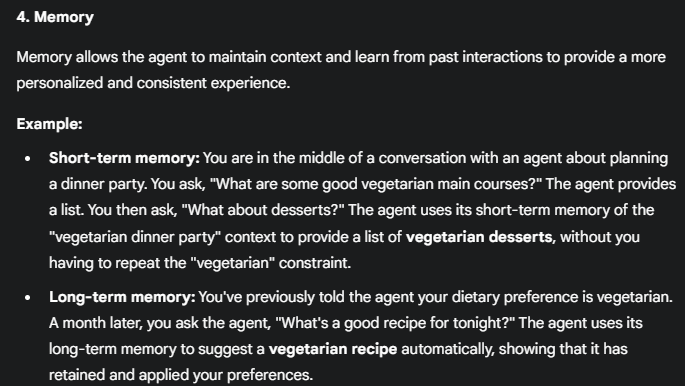 4. Memory
Memory allows the agent to maintain context and learn from past interactions to provide a more
personalized and consistent experience.
Example:
• Short-term memory: You are in the middle of a conversation with an agent about planning
a dinner party. You ask, "What are some good vegetarian main courses?" The agent provides
a list. You then ask, "What about desserts?" The agent uses its short-term memory of the
"vegetarian dinner party" context to provide a list of vegetarian desserts, without you
having to repeat the "vegetarian" constraint.
• Long-term memory: You've previously told the agent your dietary preference is vegetarian.
A month later, you ask the agent, "What's a good recipe for tonight?" The agent uses its
long-term memory to suggest a vegetarian recipe automatically, showing that it has
retained and applied your preferences.